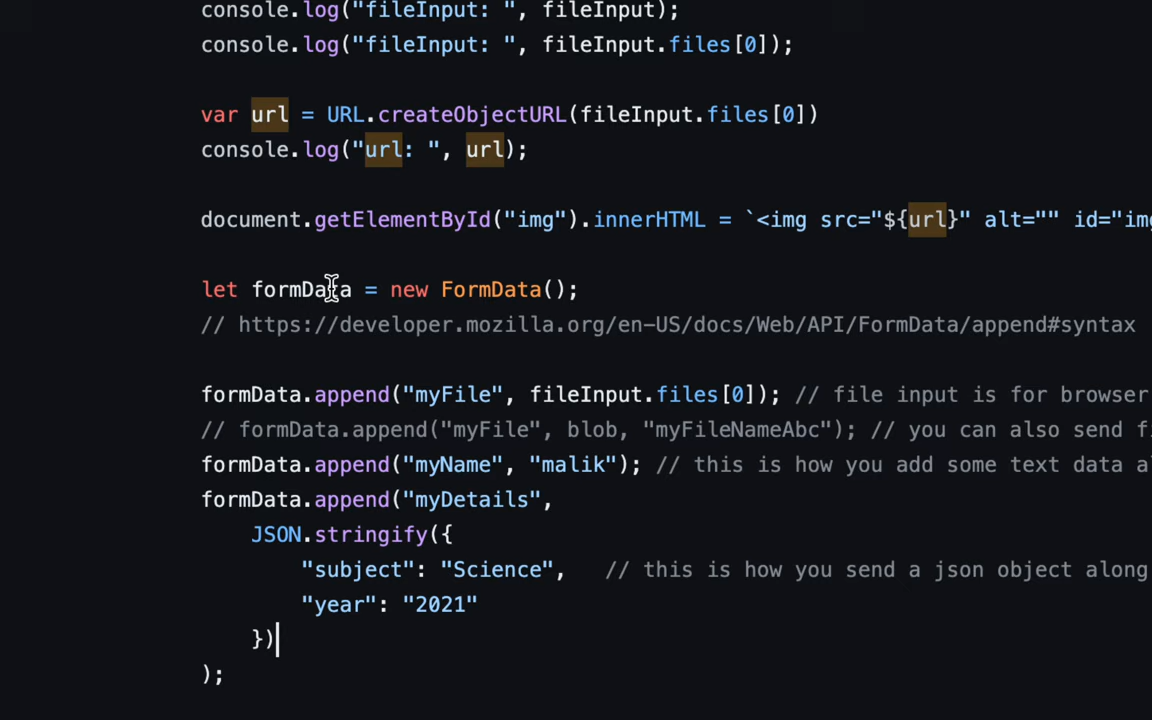 console.log("fileInput: ", fileInput);
console.log("fileInput: ", fileInput.files[0]);
var url = URL.createObjectURL(fileInput.files[0])
console.log("url: ", url);
document.getElementById("img").innerHTML = `<img src="${url}" alt="" id="im
let formData = new FormData();
// https://developer.mozilla.org/en-US/docs/Web/API/FormData/append#syntax
formData.append("myFile", fileInput.files[0]); // file input is for browser
// formData.append("myFile", blob, "myFileNameAbc"); // you can also send fi
formData.append("myName", "malik"); // this is how you add some text data al
formData.append("myDetails",
JSON.stringify({
"subject": "Science", // this is how you send a json object along
"year": "2021"
})
);